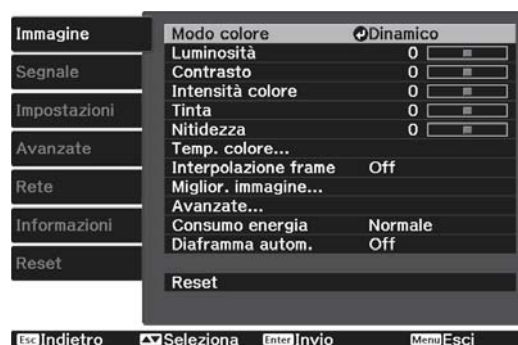 Immagine
Segnale
Impostazioni
Avanzate
Rete
Informazioni
Reset
Modo colore Dinamico
Luminosità 0
Contrasto 0
Intensità colore 0
Tinta 0
Nitidezza 0
Temp. colore...
Interpolazione frame Off
Miglior. immagine...
Avanzate...
Consumo energia Normale
Diaframma autom. Off
Reset
Esc Indietro Seleziona Enter Invio Menu Esci